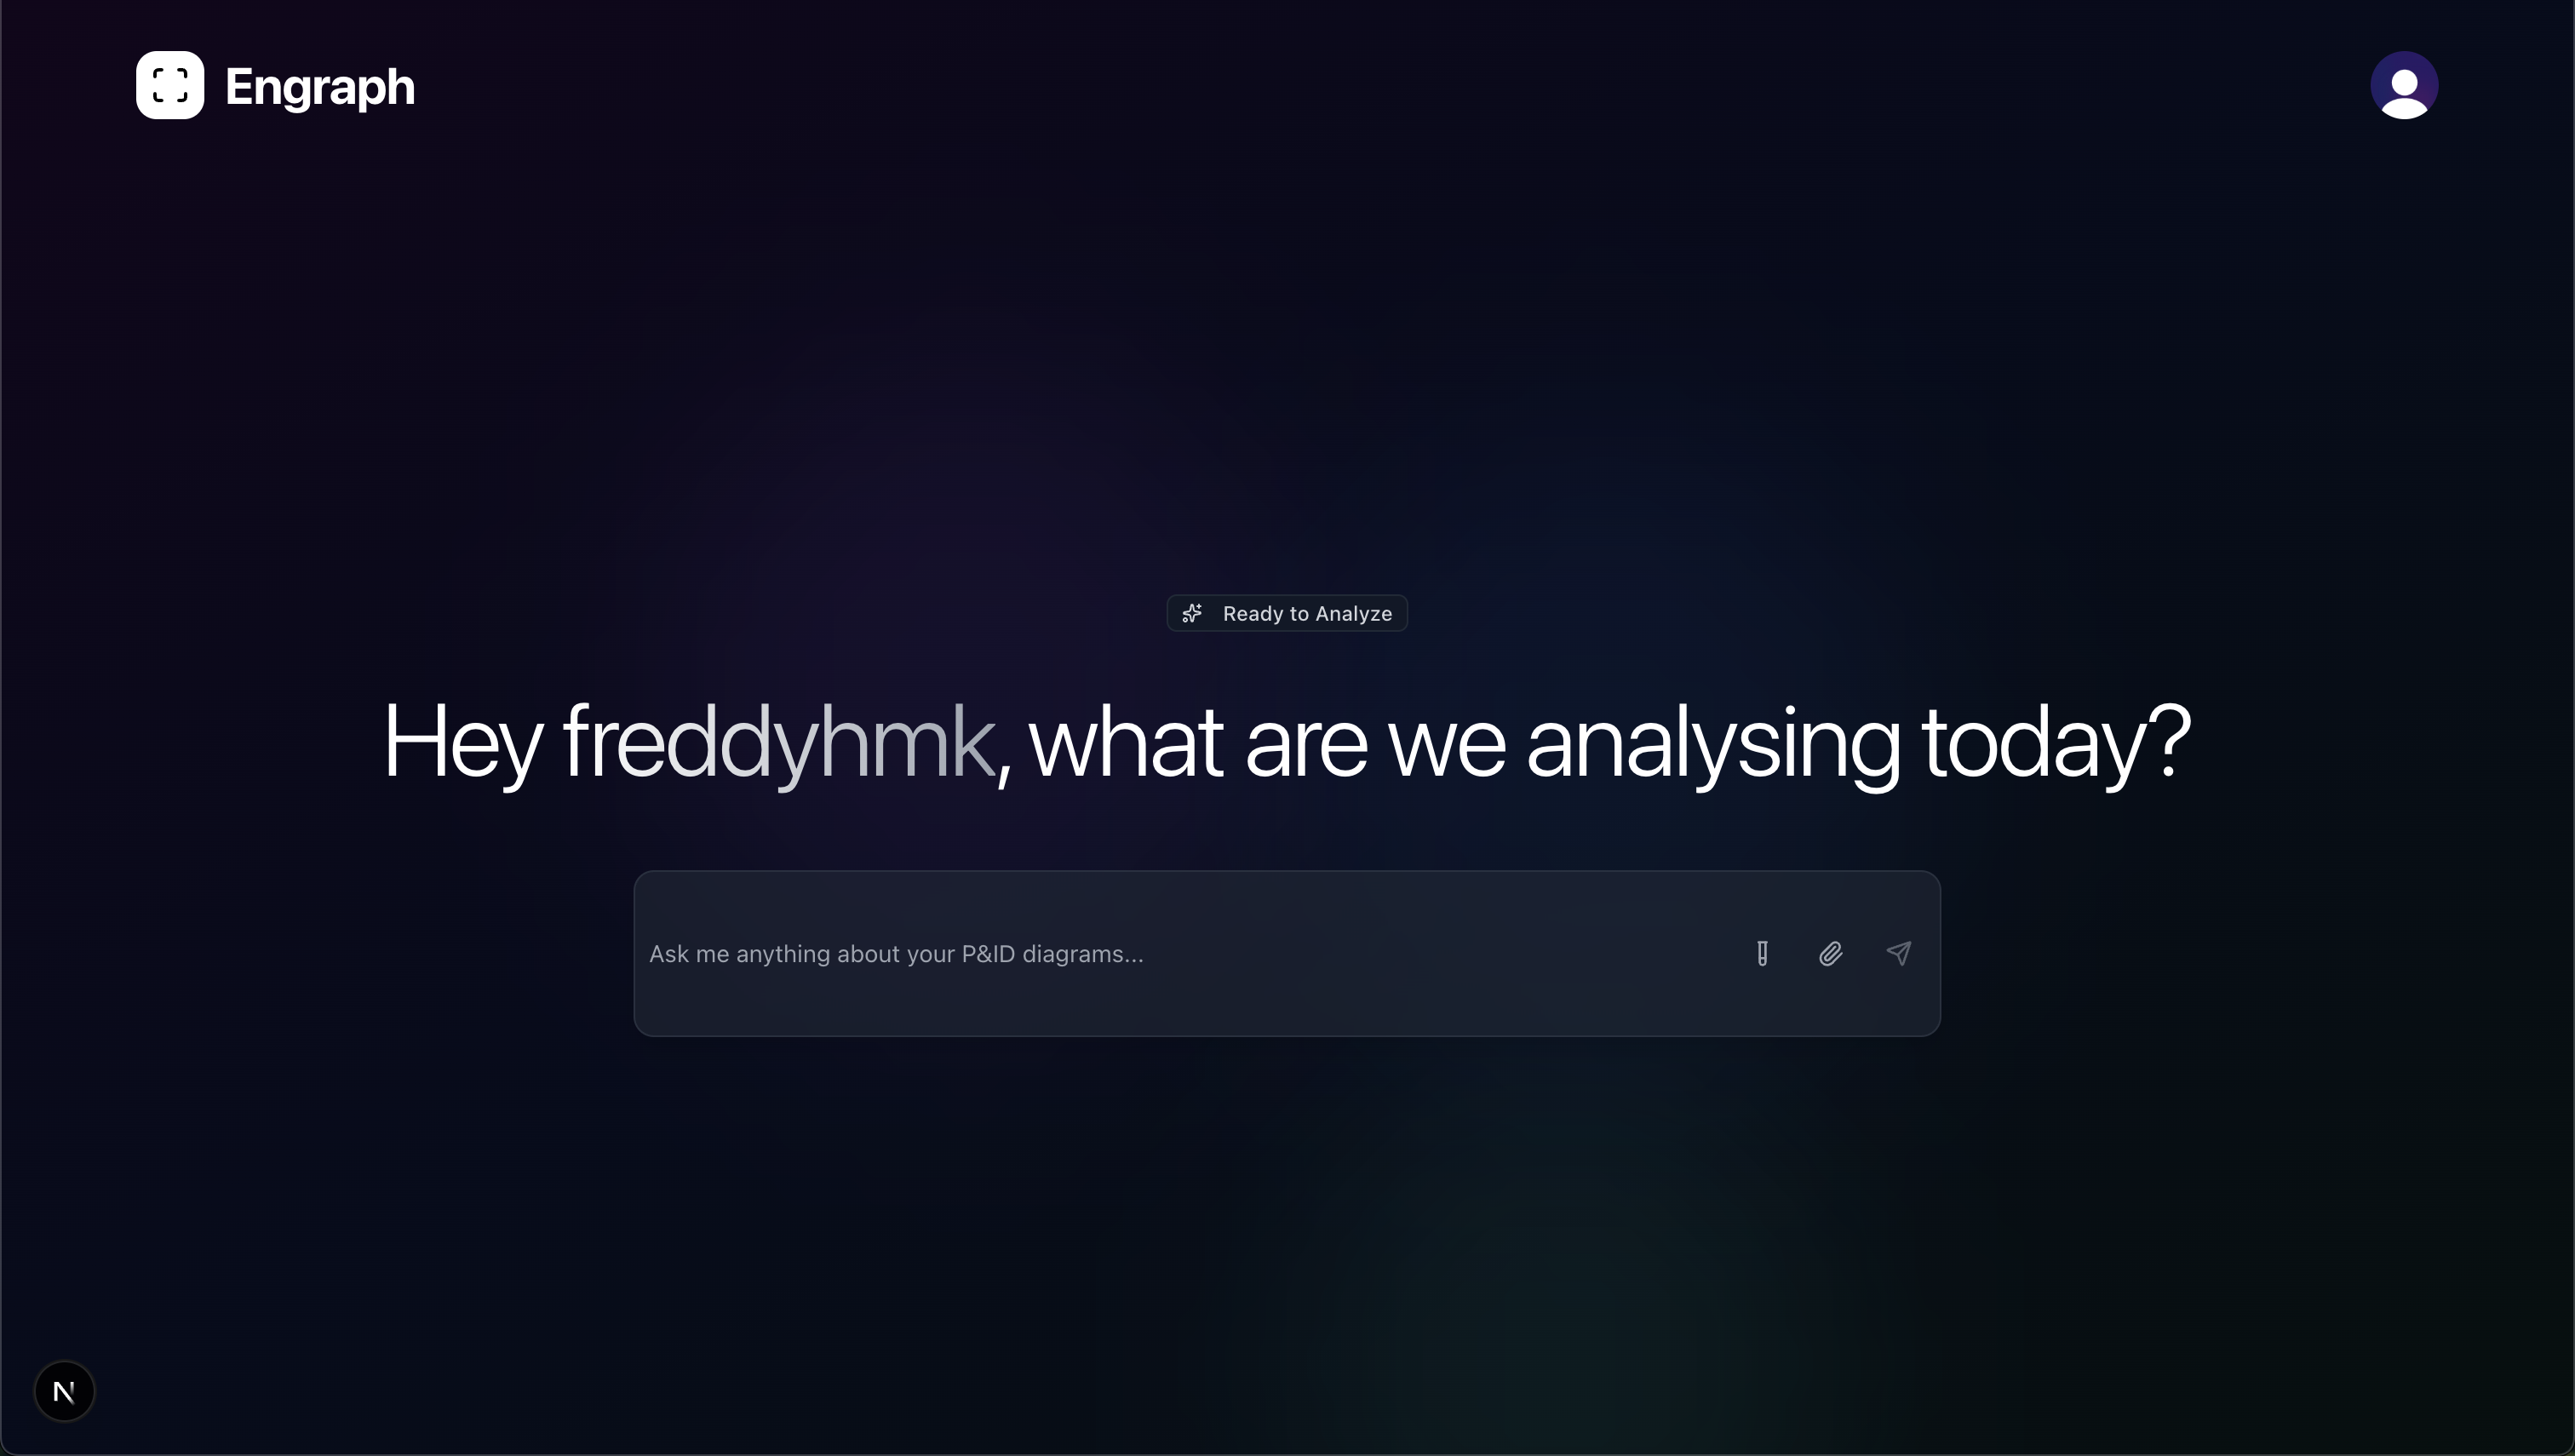 Engraph
Ready to Analyze
Hey freddyhmk, what are we analysing today?
Ask me anything about your P&ID diagrams...
N